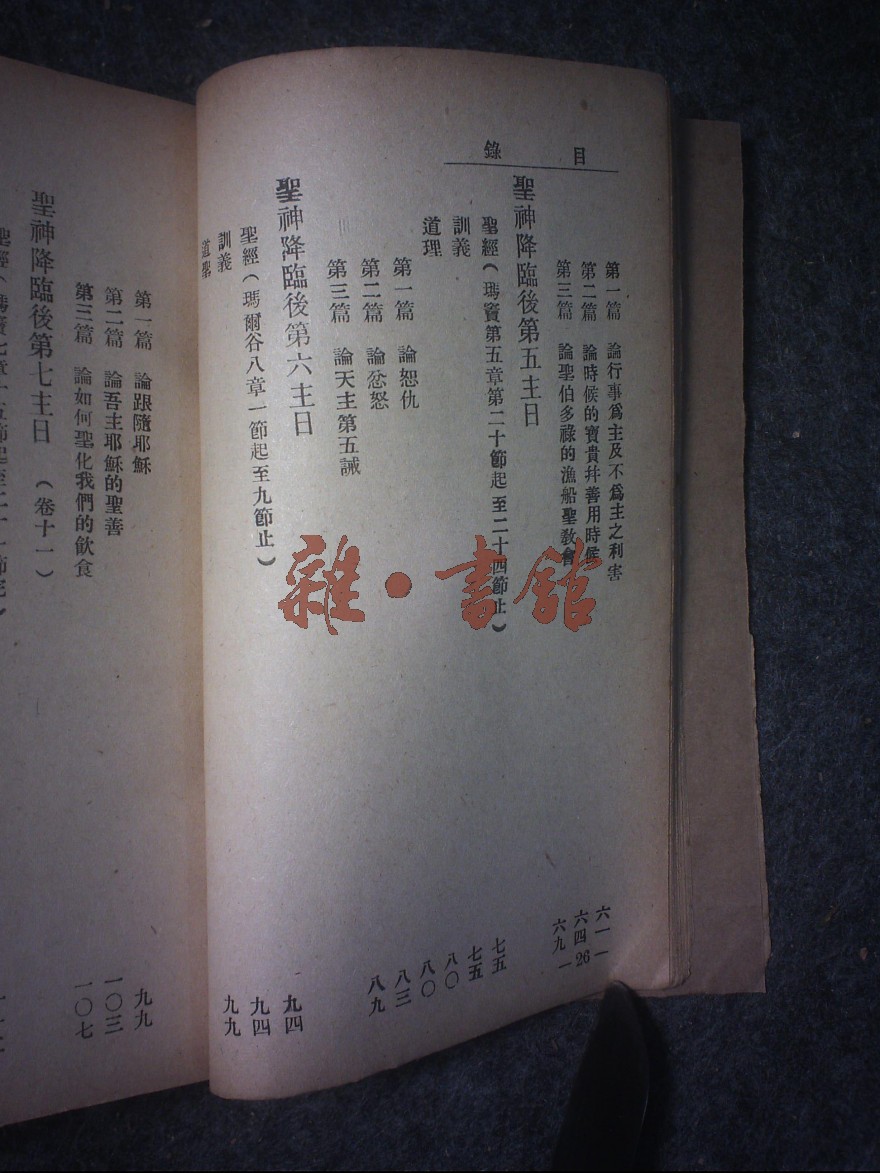 目錄
第一篇 論行事爲主及不爲主之利害 六一
第二篇 論時候的寶貴幷善用時候 六四
第三篇 論聖伯多祿的漁船聖教會 六九
聖神降臨後第五主日
聖經(瑪竇第五章第二十節起至二十四節止) 七五
訓義 七五
道理 八〇
第一篇 論恕仇 八〇
第二篇 論忿怒 八三
第三篇 論天主第五誡 八九
聖神降臨後第六主日
聖經(瑪爾谷八章一節起至九節止) 九四
訓義 九四
道理 九九
—26—
雜·書館
第一篇 論跟隨耶穌 九九
第二篇 論吾主耶穌的聖善 一〇三
第三篇 論如何聖化我們的飲食 一〇七
聖神降臨後第七主日 (卷十一)